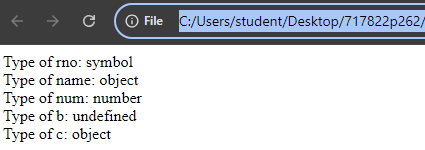 File C:/Users/student/Desktop/717822p262/
Type of rno: symbol
Type of name: object
Type of num: number
Type of b: undefined
Type of c: object